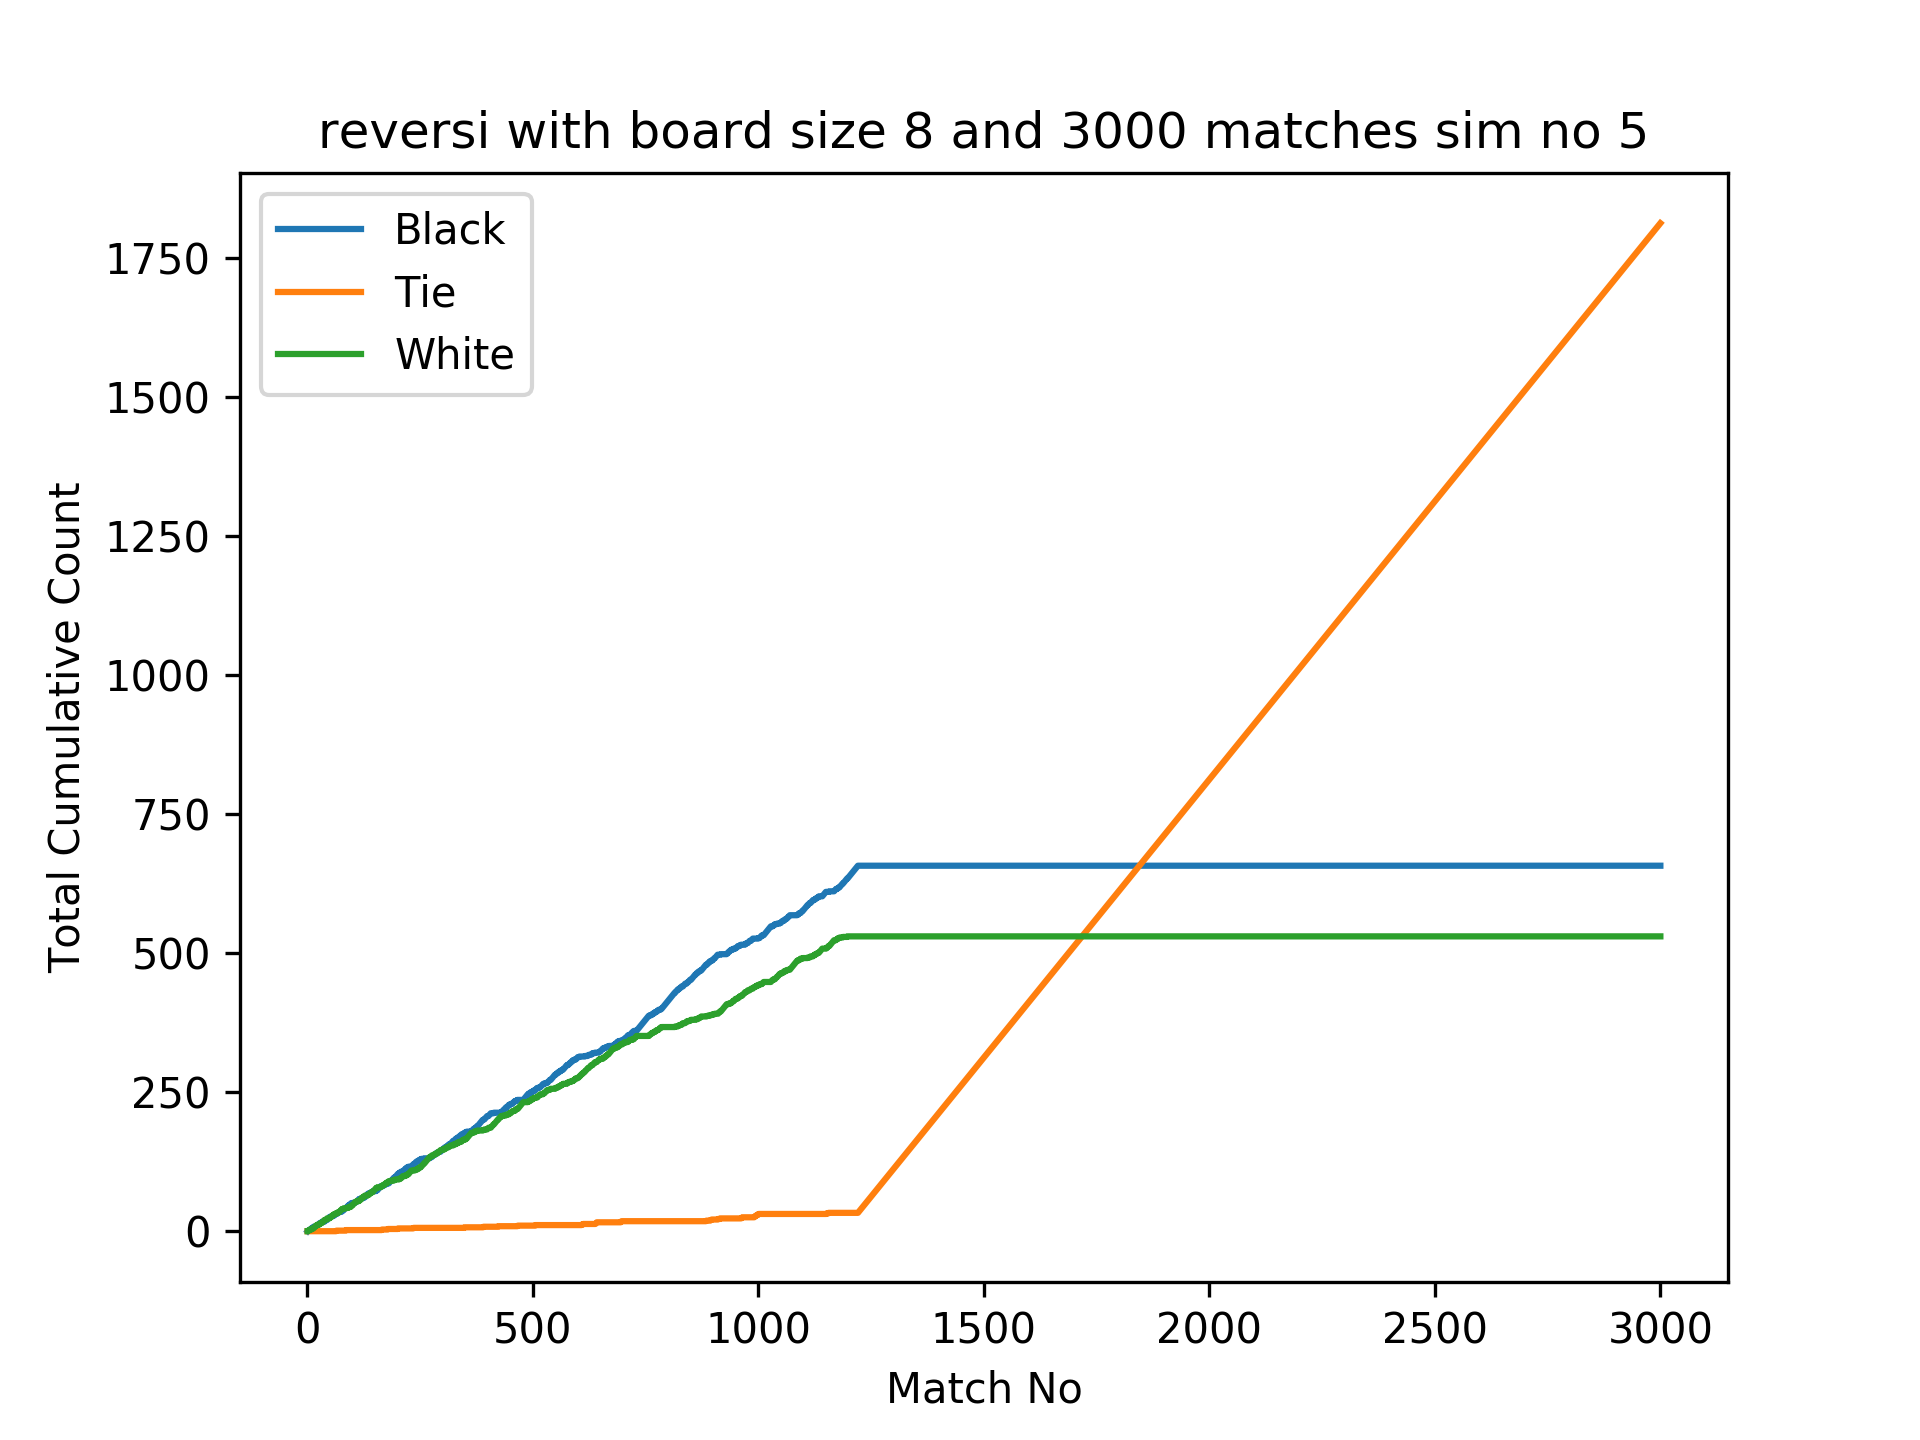 reversi with board size 8 and 3000 matches sim no 5
Black
Tie
White
1750
1500
1250
1000
750
500
250
0
Total Cumulative Count
0 500 1000 1500 2000 2500 3000
Match No